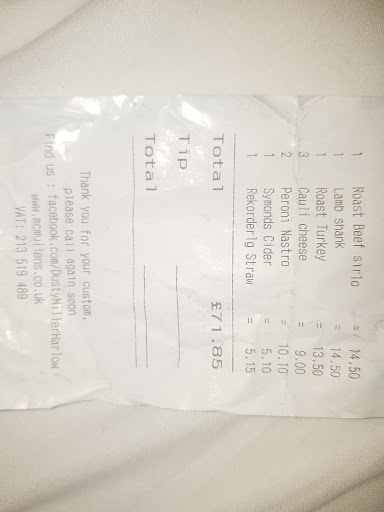 1 Roast Beef sirlo = 14.50
1 Lamb shank = 14.50
1 Roast Turkey = 13.50
3 Cauli cheese = 9.00
2 Peroni Nastro = 10.10
1 Symonds Cider = 5.10
1 Rekorderlg Straw = 5.15
Total £71.85
Tip
Total
Thank you for your custom,
please call again soon
Find us : facebook.com/DustyMillerHarlow
www.mcmullens.co.uk
VAT: 213 519 489